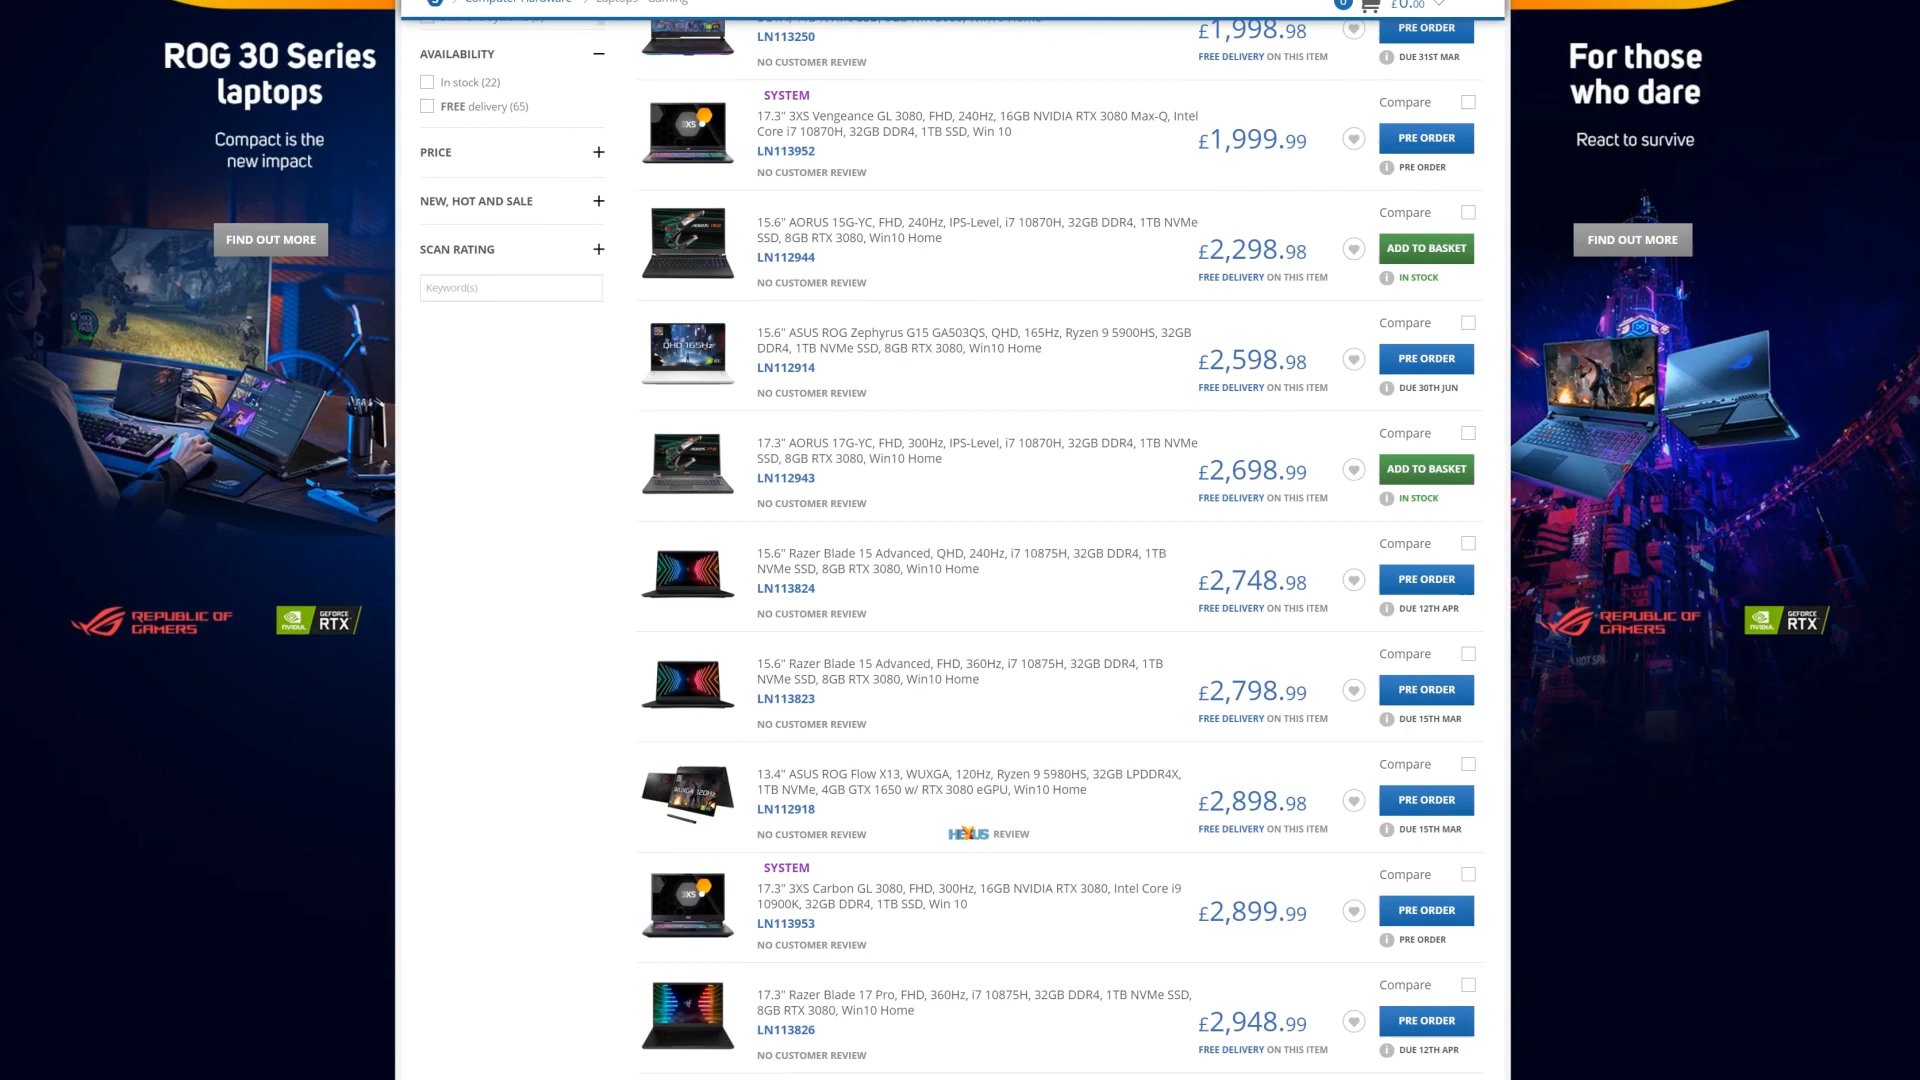 Computer Hardware
Laptops - Gaming
0
£0.00
ROG 30 Series
laptops
Compact is the
new impact
FIND OUT MORE
REPUBLIC OF
GAMERS
NVIDIA.
GEFORCE
RTX
AVAILABILITY
In stock (22)
FREE delivery (65)
PRICE
NEW, HOT AND SALE
SCAN RATING
Keyword(s)
LN113250
NO CUSTOMER REVIEW
£1,998.98
FREE DELIVERY ON THIS ITEM
PRE ORDER
DUE 31ST MAR
SYSTEM
17.3" 3XS Vengeance GL 3080, FHD, 240Hz, 16GB NVIDIA RTX 3080 Max-Q, Intel
Core i7 10870H, 32GB DDR4, 1TB SSD, Win 10
LN113952
NO CUSTOMER REVIEW
£1,999.99
Compare
PRE ORDER
PRE ORDER
3XS
15.6" AORUS 15G-YC, FHD, 240Hz, IPS-Level, i7 10870H, 32GB DDR4, 1TB NVMe
SSD, 8GB RTX 3080, Win10 Home
LN112944
NO CUSTOMER REVIEW
£2,298.98
FREE DELIVERY ON THIS ITEM
Compare
ADD TO BASKET
IN STOCK
15.6" ASUS ROG Zephyrus G15 GA503QS, QHD, 165Hz, Ryzen 9 5900HS, 32GB
DDR4, 1TB NVMe SSD, 8GB RTX 3080, Win10 Home
LN112914
NO CUSTOMER REVIEW
£2,598.98
FREE DELIVERY ON THIS ITEM
Compare
PRE ORDER
DUE 30TH JUN
QHD 165Hz
17.3" AORUS 17G-YC, FHD, 300Hz, IPS-Level, i7 10870H, 32GB DDR4, 1TB NVMe
SSD, 8GB RTX 3080, Win10 Home
LN112943
NO CUSTOMER REVIEW
£2,698.99
FREE DELIVERY ON THIS ITEM
Compare
ADD TO BASKET
IN STOCK
15.6" Razer Blade 15 Advanced, QHD, 240Hz, i7 10875H, 32GB DDR4, 1TB
NVMe SSD, 8GB RTX 3080, Win10 Home
LN113824
NO CUSTOMER REVIEW
£2,748.98
FREE DELIVERY ON THIS ITEM
Compare
PRE ORDER
DUE 12TH APR
15.6" Razer Blade 15 Advanced, FHD, 360Hz, i7 10875H, 32GB DDR4, 1TB
NVMe SSD, 8GB RTX 3080, Win10 Home
LN113823
NO CUSTOMER REVIEW
£2,798.99
FREE DELIVERY ON THIS ITEM
Compare
PRE ORDER
DUE 15TH MAR
13.4" ASUS ROG Flow X13, WUXGA, 120Hz, Ryzen 9 5980HS, 32GB LPDDR4X,
1TB NVMe, 4GB GTX 1650 w/ RTX 3080 eGPU, Win10 Home
LN112918
NO CUSTOMER REVIEW
HEXUS REVIEW
£2,898.98
FREE DELIVERY ON THIS ITEM
Compare
PRE ORDER
DUE 15TH MAR
WUXGA 120Hz
SYSTEM
17.3" 3XS Carbon GL 3080, FHD, 300Hz, 16GB NVIDIA RTX 3080, Intel Core i9
10900K, 32GB DDR4, 1TB SSD, Win 10
LN113953
NO CUSTOMER REVIEW
£2,899.99
Compare
PRE ORDER
PRE ORDER
3XS
17.3" Razer Blade 17 Pro, FHD, 360Hz, i7 10875H, 32GB DDR4, 1TB NVMe SSD,
8GB RTX 3080, Win10 Home
LN113826
NO CUSTOMER REVIEW
£2,948.99
FREE DELIVERY ON THIS ITEM
Compare
PRE ORDER
DUE 12TH APR
For those
who dare
React to survive
FIND OUT MORE
REPUBLIC OF
GAMERS
NVIDIA.
GEFORCE
RTX